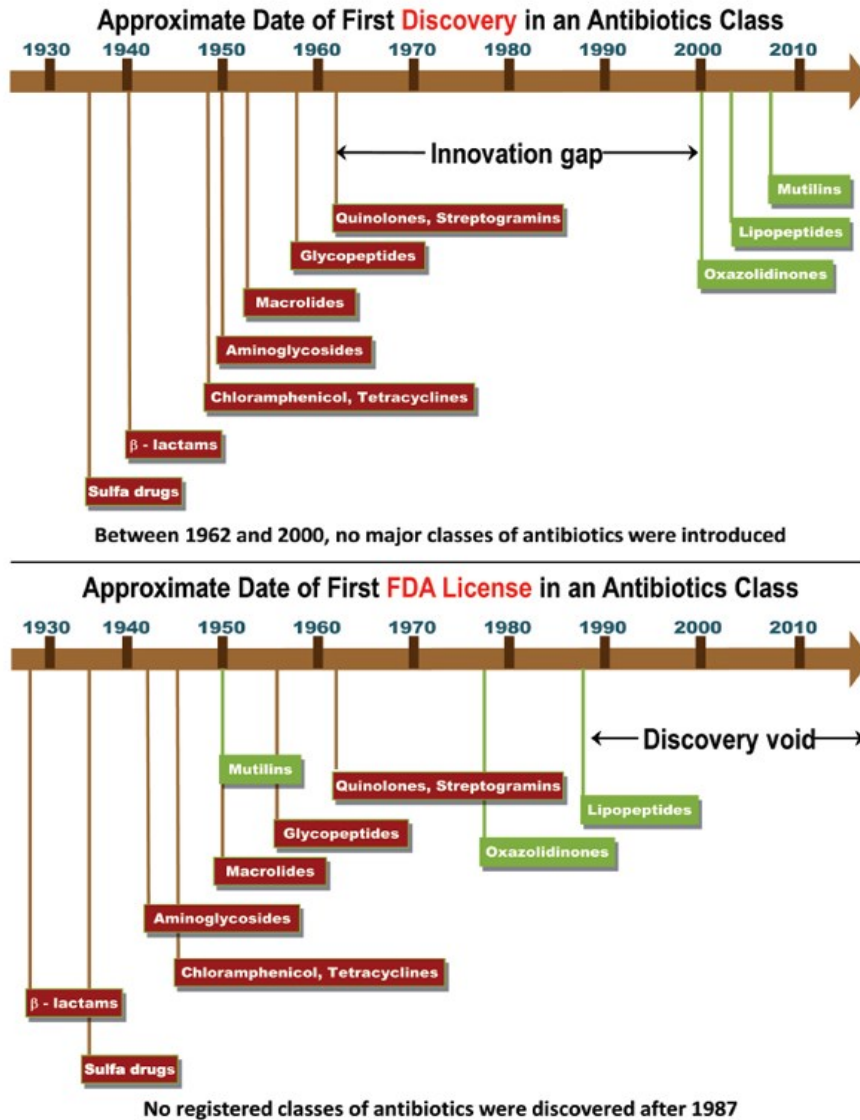 Approximate Date of First Discovery in an Antibiotics Class
1930 1940 1950 1960 1970 1980 1990 2000 2010
Innovation gap
Mutilins
Quinolones, Streptogramins
Lipopeptides
Glycopeptides
Oxazolidinones
Macrolides
Aminoglycosides
Chloramphenicol, Tetracyclines
β - lactams
Sulfa drugs
Between 1962 and 2000, no major classes of antibiotics were introduced
Approximate Date of First FDA License in an Antibiotics Class
1930 1940 1950 1960 1970 1980 1990 2000 2010
Discovery void
Mutilins
Quinolones, Streptogramins
Lipopeptides
Glycopeptides
Oxazolidinones
Macrolides
Aminoglycosides
Chloramphenicol, Tetracyclines
β - lactams
Sulfa drugs
No registered classes of antibiotics were discovered after 1987